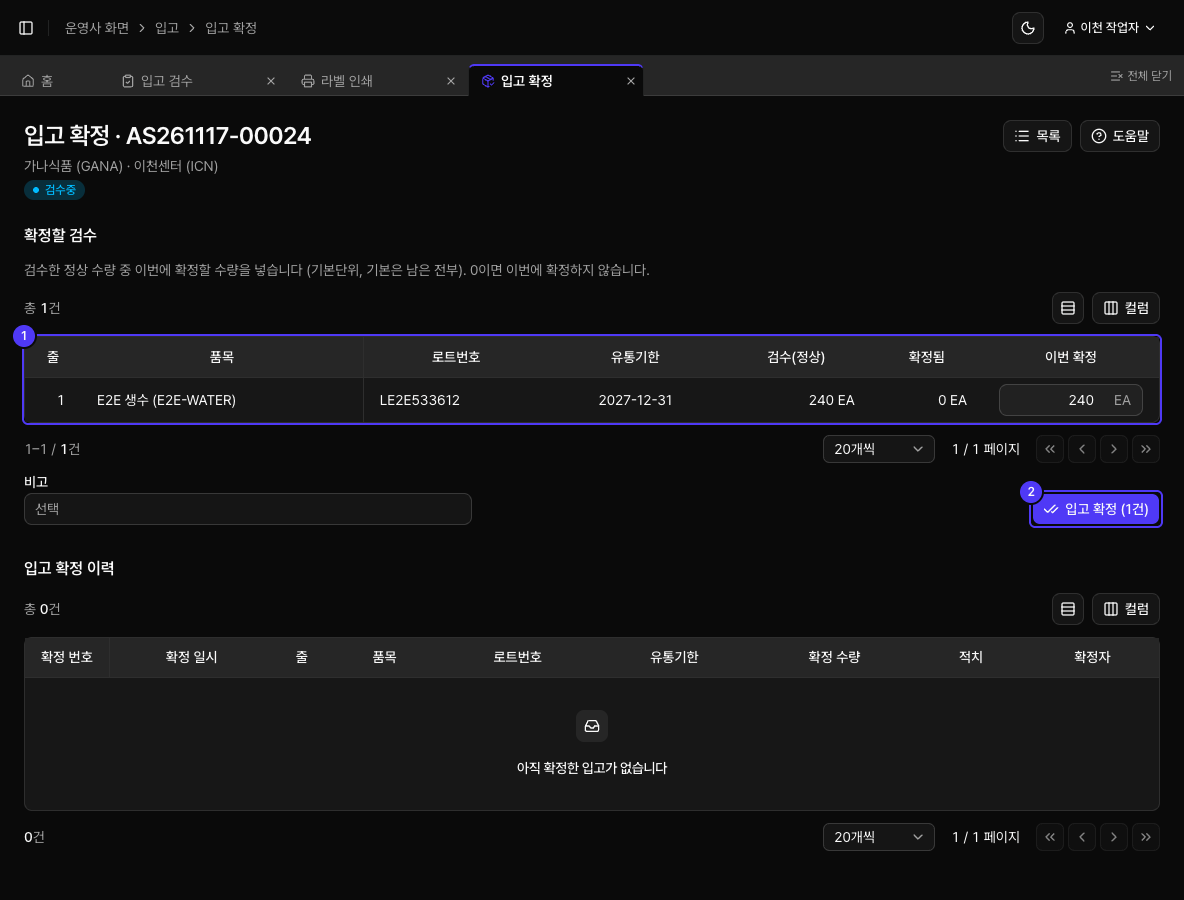 운영사 화면 > 입고 > 입고 확정
이천 작업자
홈
입고 검수
라벨 인쇄
입고 확정
전체 닫기
입고 확정 · AS261117-00024
목록
도움말
가나식품 (GANA) · 이천센터 (ICN)
검수중
확정할 검수
검수한 정상 수량 중 이번에 확정할 수량을 넣습니다 (기본단위, 기본은 남은 전부). 0이면 이번에 확정하지 않습니다.
총 1건
컬럼
1
줄 품목 로트번호 유통기한 검수(정상) 확정됨 이번 확정
1 E2E 생수 (E2E-WATER) LE2E533612 2027-12-31 240 EA 0 EA 240 EA
1–1 / 1건
20개씩
1 / 1 페이지
비고
선택
2
입고 확정 (1건)
입고 확정 이력
총 0건
컬럼
확정 번호 확정 일시 줄 품목 로트번호 유통기한 확정 수량 적치 확정자
아직 확정한 입고가 없습니다
0건
20개씩
1 / 1 페이지